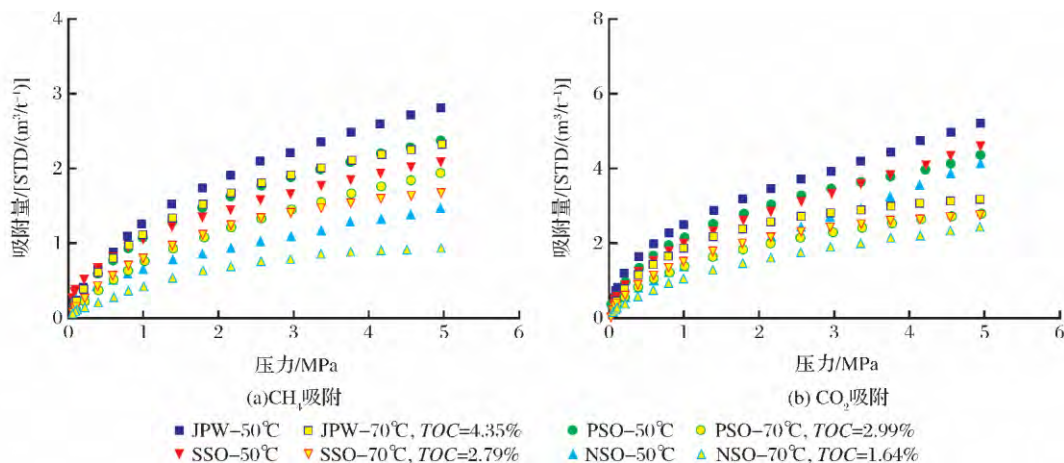 4
3
2
1
0
吸附量/[STD/(m³/t⁻¹)]
0 1 2 3 4 5 6
压力/MPa
(a)CH₄吸附
8
6
4
2
0
吸附量/[STD/(m³/t⁻¹)]
0 1 2 3 4 5 6
压力/MPa
(b) CO₂吸附
JPW-50℃ JPW-70℃, TOC=4.35% PSO-50℃ PSO-70℃, TOC=2.99%
SSO-50℃ SSO-70℃, TOC=2.79% NSO-50℃ NSO-70℃, TOC=1.64%